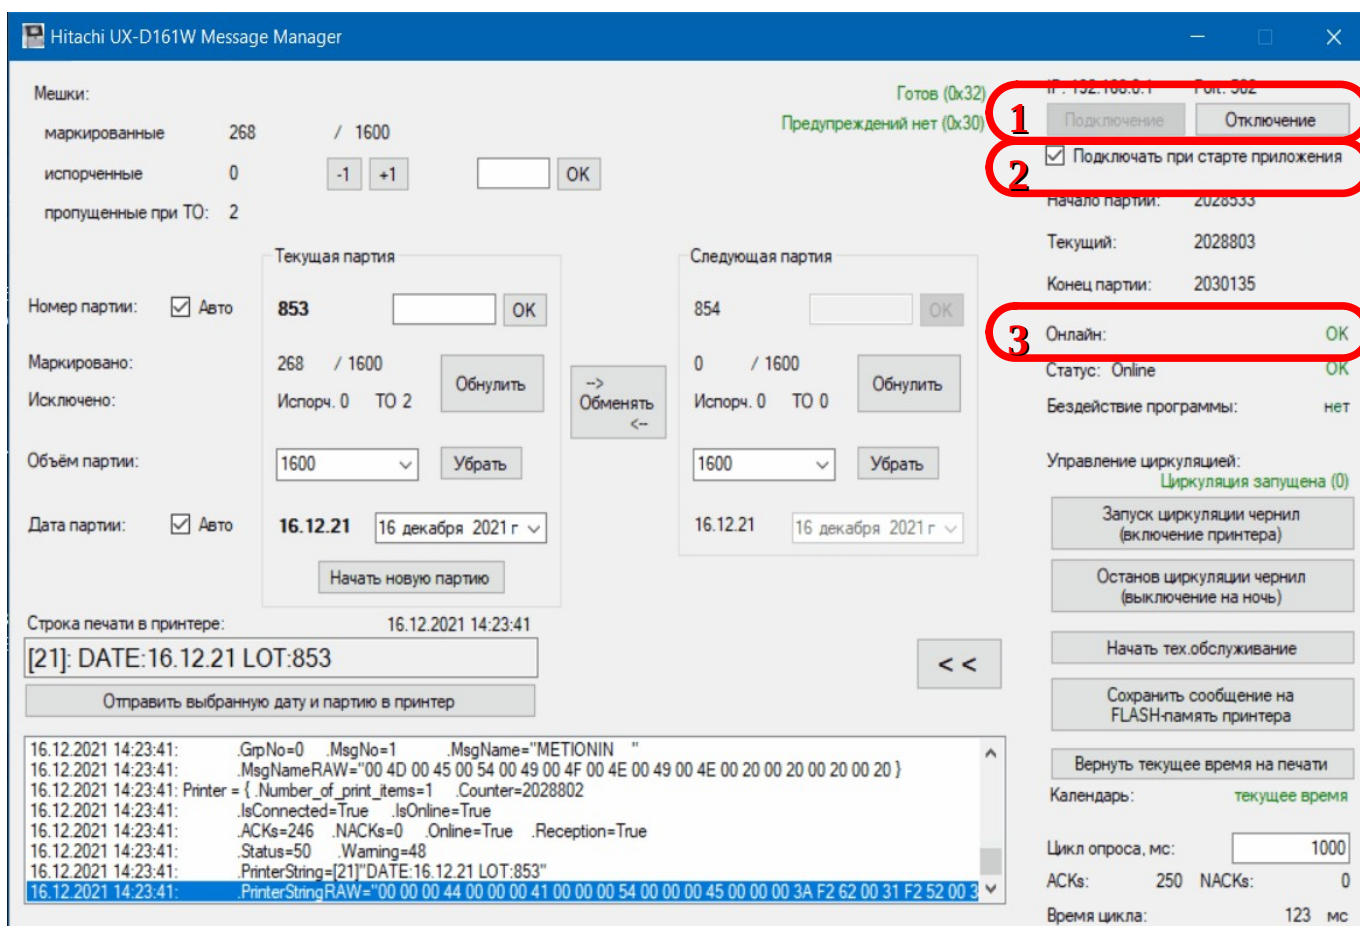 Hitachi UX-D161W Message Manager
Мешки:
маркированные 268 / 1600
испорченные 0 -1 +1 OK
пропущенные при ТО: 2
Готов (0x32)
Предупреждений нет (0x30)
IP: 192.168.0.1 Port: 502
1 Подключение Отключение
2 Подключать при старте приложения
Начало партии: 2028533
Текущий: 2028803
Конец партии: 2030135
3 Онлайн: OK
Статус: Online OK
Бездействие программы: нет
Текущая партия
Следующая партия
Номер партии: Авто 853 OK 854 OK
Маркировано: 268 / 1600 Обнулить 0 / 1600 Обнулить
Исключено: Испорч. 0 ТО 2 Испорч. 0 ТО 0
-->
Обменять
<--
Объём партии: 1600 Убрать 1600 Убрать
Дата партии: Авто 16.12.21 16 декабря 2021 г 16.12.21 16 декабря 2021 г
Начать новую партию
Управление циркуляцией:
Циркуляция запущена (0)
Запуск циркуляции чернил
(включение принтера)
Останов циркуляции чернил
(выключение на ночь)
Начать тех.обслуживание
Сохранить сообщение на
FLASH-память принтера
Вернуть текущее время на печати
Календарь: текущее время
Цикл опроса, мс: 1000
ACKs: 250 NACKs: 0
Время цикла: 123 мс
Строка печати в принтере: 16.12.2021 14:23:41
[21]: DATE:16.12.21 LOT:853
< <
Отправить выбранную дату и партию в принтер
16.12.2021 14:23:41: .GrpNo=0 .MsgNo=1 .MsgName="METIONIN "
16.12.2021 14:23:41: .MsgNameRAW="00 4D 00 45 00 54 00 49 00 4F 00 4E 00 49 00 4E 00 20 00 20 00 20 00 20 }
16.12.2021 14:23:41: Printer = { .Number_of_print_items=1 .Counter=2028802
16.12.2021 14:23:41: .IsConnected=True .IsOnline=True
16.12.2021 14:23:41: .ACKs=246 .NACKs=0 .Online=True .Reception=True
16.12.2021 14:23:41: .Status=50 .Warning=48
16.12.2021 14:23:41: .PrinterString=[21]"DATE:16.12.21 LOT:853"
16.12.2021 14:23:41: .PrinterStringRAW="00 00 00 44 00 00 00 41 00 00 00 54 00 00 00 45 00 00 00 3A F2 62 00 31 F2 52 00 3